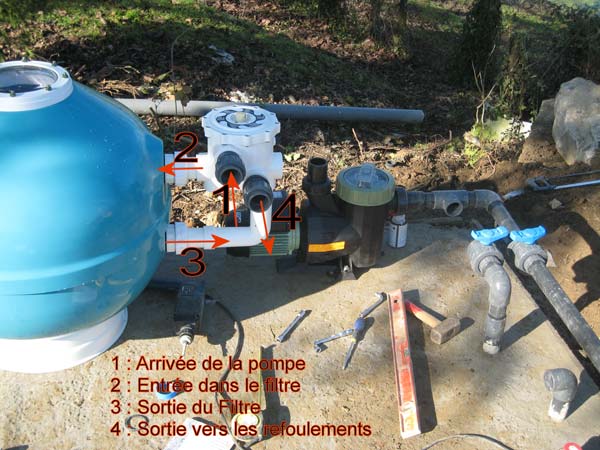 2
1
4
3
1 : Arrivée de la pompe
2 : Entrée dans le filtre
3 : Sortie du Filtre
4 : Sortie vers les refoulements